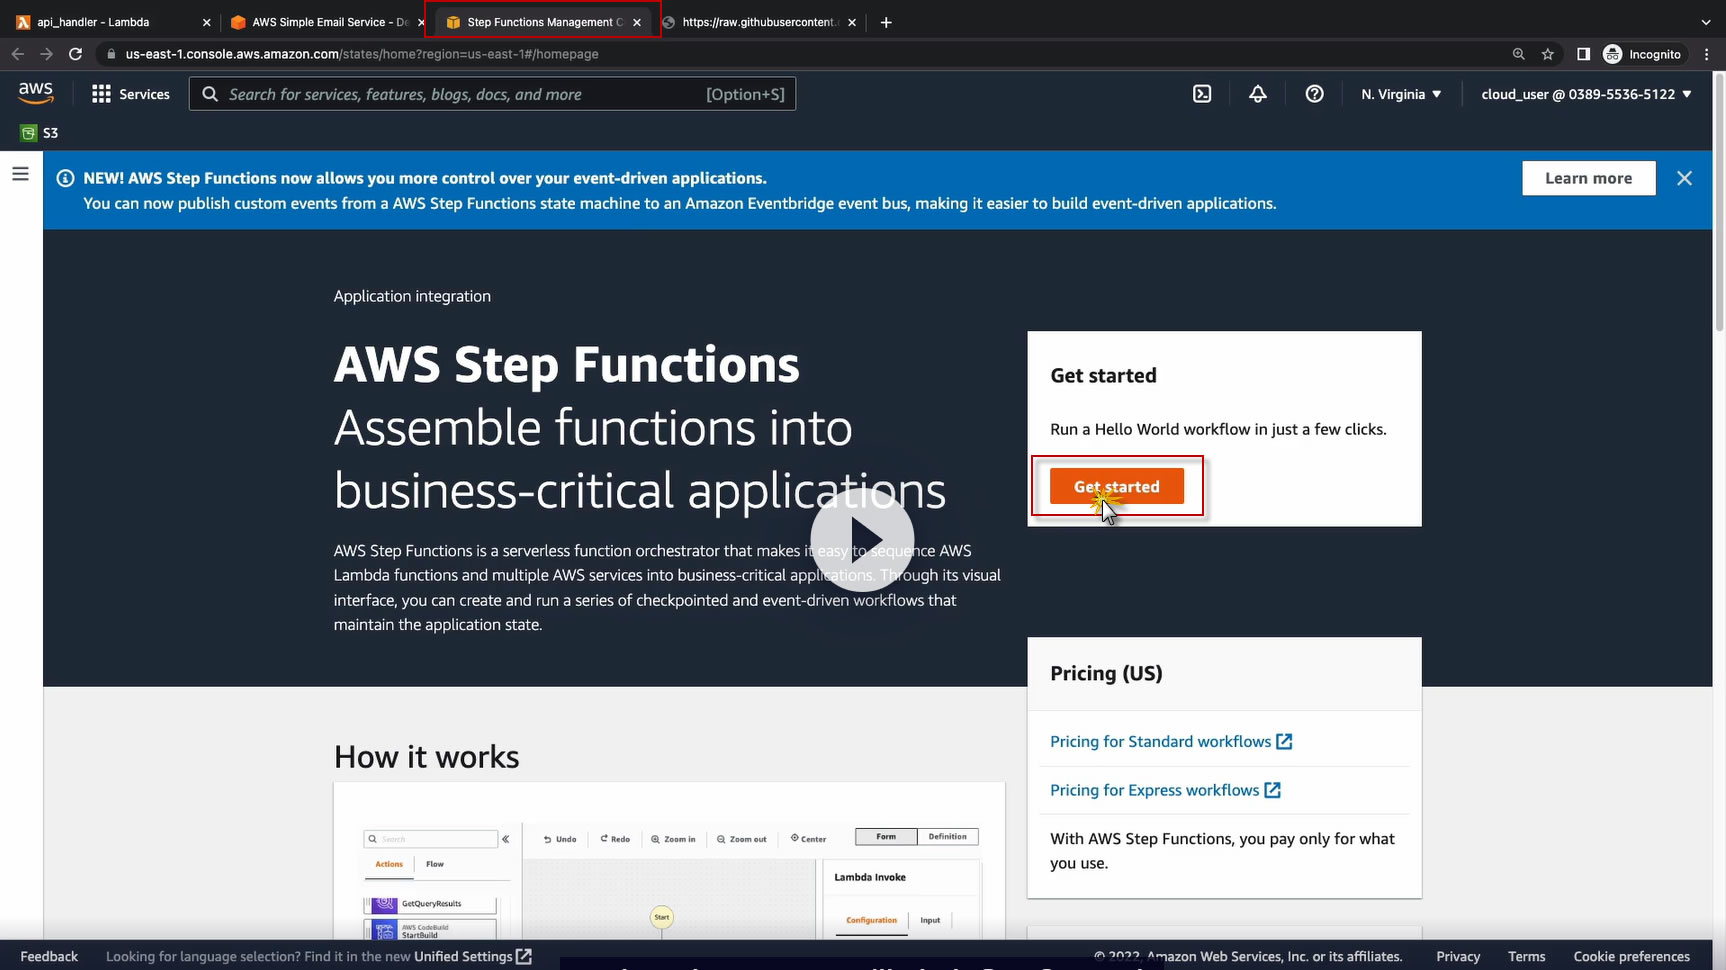 api_handler - Lambda
AWS Simple Email Service - De
Step Functions Management C
https://raw.githubusercontent.
us-east-1.console.aws.amazon.com/states/home?region=us-east-1#/homepage
Incognito
aws
Services
Search for services, features, blogs, docs, and more
[Option+S]
N. Virginia
cloud_user @ 0389-5536-5122
S3
NEW! AWS Step Functions now allows you more control over your event-driven applications.
You can now publish custom events from a AWS Step Functions state machine to an Amazon Eventbridge event bus, making it easier to build event-driven applications.
Learn more
Application integration
AWS Step Functions
Assemble functions into
business-critical applications
AWS Step Functions is a serverless function orchestrator that makes it easy to sequence AWS
Lambda functions and multiple AWS services into business-critical applications. Through its visual
interface, you can create and run a series of checkpointed and event-driven workflows that
maintain the application state.
Get started
Run a Hello World workflow in just a few clicks.
Get started
Pricing (US)
Pricing for Standard workflows
Pricing for Express workflows
With AWS Step Functions, you pay only for what
you use.
How it works
Search
Undo
Redo
Zoom in
Zoom out
Center
Form
Definition
Actions
Flow
Lambda Invoke
GetQueryResults
Start
Configuration
Input
AWS CodeBuild
StartBuild
Feedback
Looking for language selection? Find it in the new Unified Settings
© 2022, Amazon Web Services, Inc. or its affiliates.
Privacy
Terms
Cookie preferences